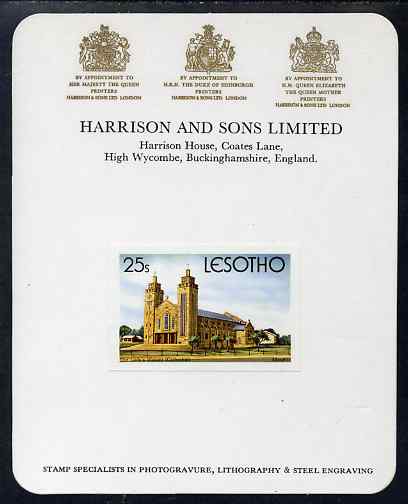 BY APPOINTMENT TO
HER MAJESTY THE QUEEN
PRINTERS
HARRISON & SONS LTD LONDON
BY APPOINTMENT TO
H.R.H. THE DUKE OF EDINBURGH
PRINTERS
HARRISON & SONS LTD LONDON
BY APPOINTMENT TO
H.M. QUEEN ELIZABETH
THE QUEEN MOTHER
PRINTERS
HARRISON & SONS LTD LONDON
HARRISON AND SONS LIMITED
Harrison House, Coates Lane,
High Wycombe, Buckinghamshire, England.
25s LESOTHO
STAMP SPECIALISTS IN PHOTOGRAVURE, LITHOGRAPHY & STEEL ENGRAVING